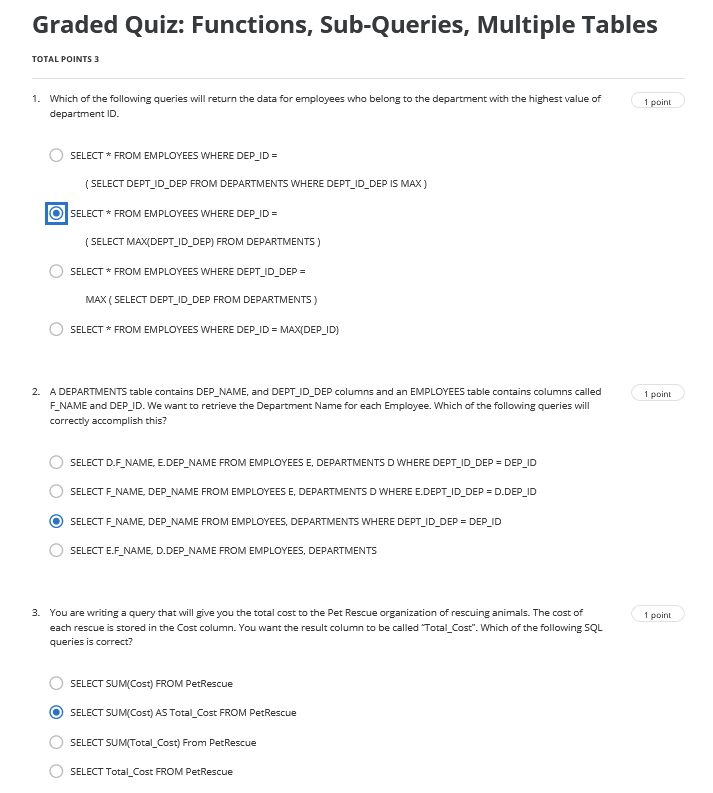 Graded Quiz: Functions, Sub-Queries, Multiple Tables
TOTAL POINTS 3
1. Which of the following queries will return the data for employees who belong to the department with the highest value of
department ID.
1 point
SELECT * FROM EMPLOYEES WHERE DEP_ID =
( SELECT DEPT_ID_DEP FROM DEPARTMENTS WHERE DEPT_ID_DEP IS MAX )
SELECT * FROM EMPLOYEES WHERE DEP_ID =
( SELECT MAX(DEPT_ID_DEP) FROM DEPARTMENTS )
SELECT * FROM EMPLOYEES WHERE DEPT_ID_DEP =
MAX ( SELECT DEPT_ID_DEP FROM DEPARTMENTS )
SELECT * FROM EMPLOYEES WHERE DEP_ID = MAX(DEP_ID)
2. A DEPARTMENTS table contains DEP_NAME, and DEPT_ID_DEP columns and an EMPLOYEES table contains columns called
F_NAME and DEP_ID. We want to retrieve the Department Name for each Employee. Which of the following queries will
correctly accomplish this?
1 point
SELECT D.F_NAME, E.DEP_NAME FROM EMPLOYEES E, DEPARTMENTS D WHERE DEPT_ID_DEP = DEP_ID
SELECT F_NAME, DEP_NAME FROM EMPLOYEES E, DEPARTMENTS D WHERE E.DEPT_ID_DEP = D.DEP_ID
SELECT F_NAME, DEP_NAME FROM EMPLOYEES, DEPARTMENTS WHERE DEPT_ID_DEP = DEP_ID
SELECT E.F_NAME, D.DEP_NAME FROM EMPLOYEES, DEPARTMENTS
3. You are writing a query that will give you the total cost to the Pet Rescue organization of rescuing animals. The cost of
each rescue is stored in the Cost column. You want the result column to be called "Total_Cost". Which of the following SQL
queries is correct?
1 point
SELECT SUM(Cost) FROM PetRescue
SELECT SUM(Cost) AS Total_Cost FROM PetRescue
SELECT SUM(Total_Cost) From PetRescue
SELECT Total_Cost FROM PetRescue